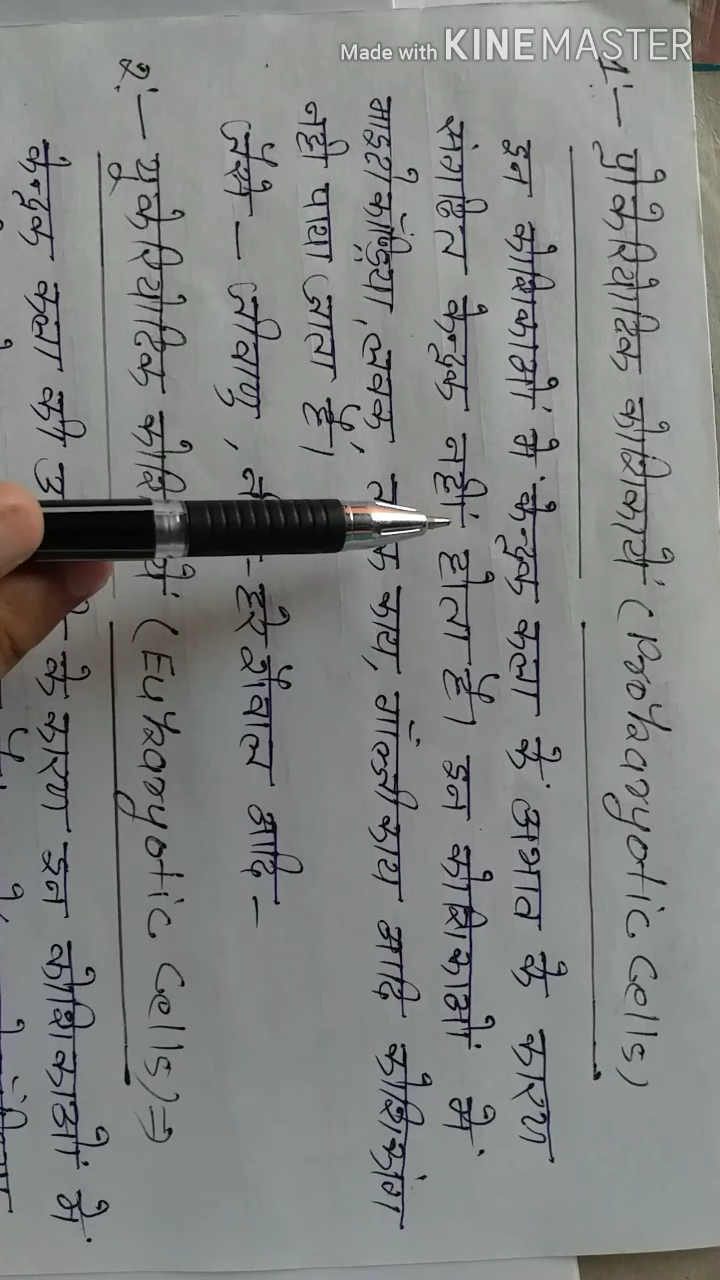 Made with KINEMASTER
1:— प्रोकैरियोटिक कोशिकायें (Prokaryotic Cells)
इन कोशिकाओं में केन्द्रक कला के अभाव के कारण
संगठित केन्द्रक नहीं होता है। इन कोशिकाओं में
माइटोकॉण्ड्रिया, लवक, काय, गॉल्जीकाय आदि कोशिकांग
नही पाया जाता है।
जैसे — जीवाणु, हरे शैवाल आदि -
2:— यूकैरियोटिक (Eukaryotic Cells) ⇒
केन्द्रक कला की के कारण इन कोशिकाओं में